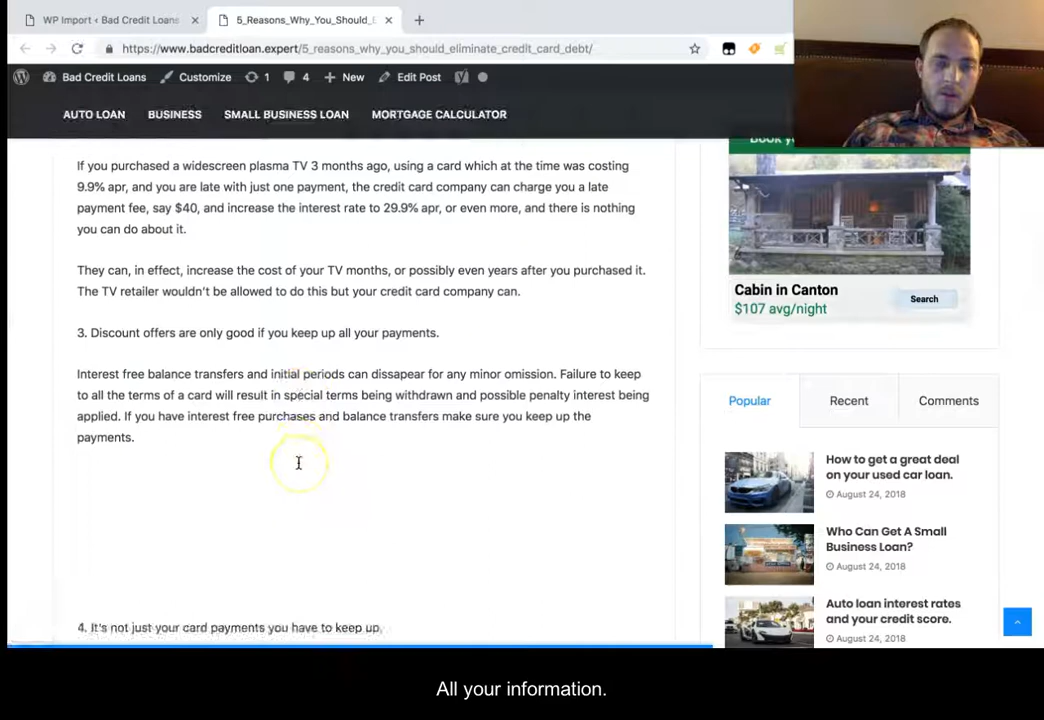 WP Import ‹ Bad Credit Loans
5_Reasons_Why_You_Should_E
https://www.badcreditloan.expert/5_reasons_why_you_should_eliminate_credit_card_debt/
Bad Credit Loans
Customize
1
4
New
Edit Post
AUTO LOAN
BUSINESS
SMALL BUSINESS LOAN
MORTGAGE CALCULATOR
If you purchased a widescreen plasma TV 3 months ago, using a card which at the time was costing
9.9% apr, and you are late with just one payment, the credit card company can charge you a late
payment fee, say $40, and increase the interest rate to 29.9% apr, or even more, and there is nothing
you can do about it.
They can, in effect, increase the cost of your TV months, or possibly even years after you purchased it.
The TV retailer wouldn't be allowed to do this but your credit card company can.
3. Discount offers are only good if you keep up all your payments.
Interest free balance transfers and initial periods can dissapear for any minor omission. Failure to keep
to all the terms of a card will result in special terms being withdrawn and possible penalty interest being
applied. If you have interest free purchases and balance transfers make sure you keep up the
payments.
4. It's not just your card payments you have to keep up.
Cabin in Canton
$107 avg/night
Search
Popular
Recent
Comments
How to get a great deal
on your used car loan.
August 24, 2018
Who Can Get A Small
Business Loan?
August 24, 2018
Auto loan interest rates
and your credit score.
August 24, 2018
All your information.